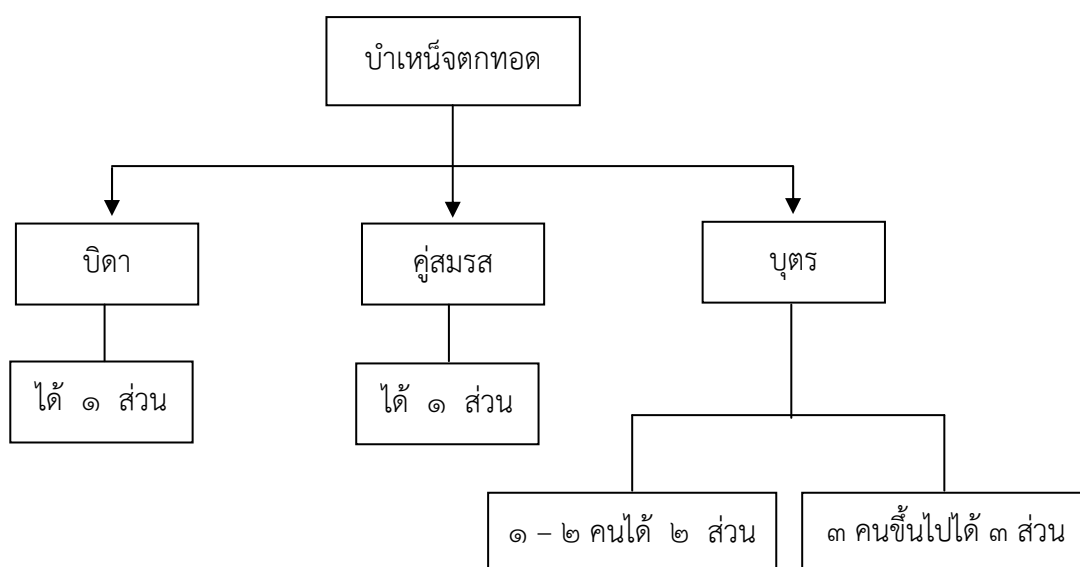 บำเหน็จตกทอด
บิดา
คู่สมรส
บุตร
ได้ ๑ ส่วน
ได้ ๑ ส่วน
๑ – ๒ คนได้ ๒ ส่วน
๓ คนขึ้นไปได้ ๓ ส่วน